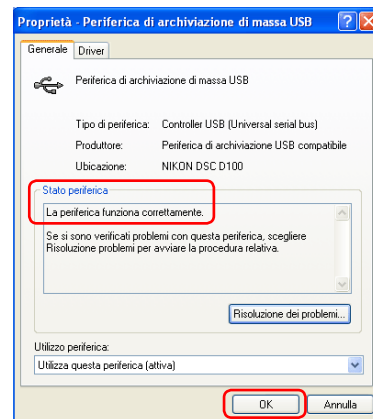 Proprietà - Periferica di archiviazione di massa USB
Generale
Driver
Periferica di archiviazione di massa USB
Tipo di periferica: Controller USB (Universal serial bus)
Produttore: Periferica di archiviazione USB compatibile
Ubicazione: NIKON DSC D100
Stato periferica
La periferica funziona correttamente.
Se si sono verificati problemi con questa periferica, scegliere
Risoluzione problemi per avviare la procedura relativa.
Risoluzione dei problemi...
Utilizzo periferica:
Utilizza questa periferica (attiva)
OK
Annulla